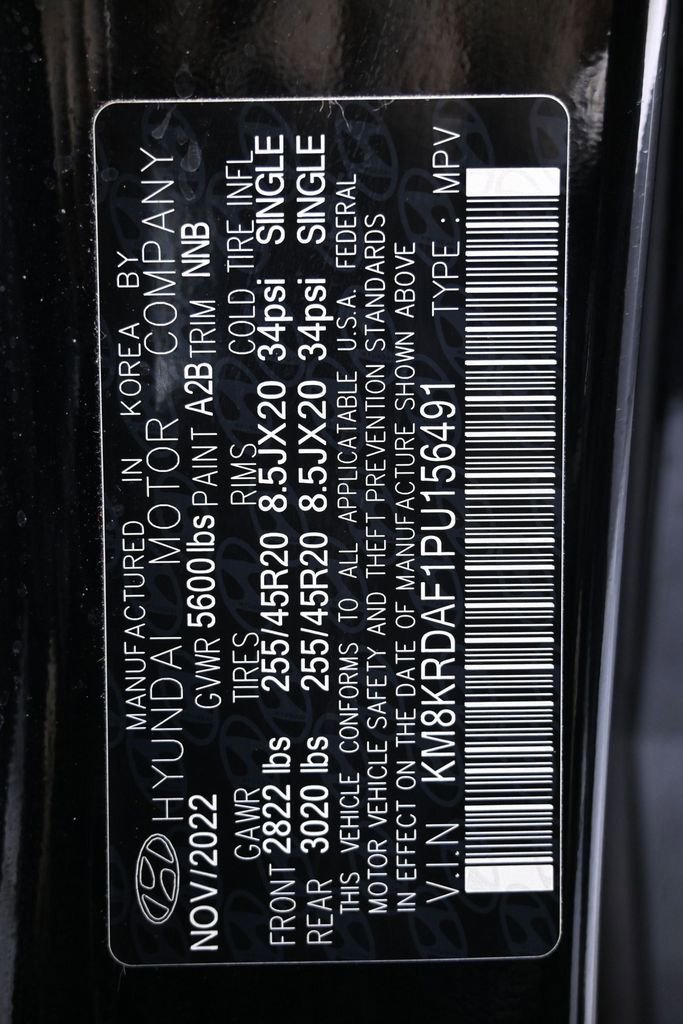 MANUFACTURED IN KOREA BY
HYUNDAI MOTOR COMPANY
NOV/2022 GVWR 5600lbs PAINT A2B TRIM NNB
GAWR TIRES RIMS COLD TIRE INFL
FRONT 2822 lbs 255/45R20 8.5JX20 34psi SINGLE
REAR 3020 lbs 255/45R20 8.5JX20 34psi SINGLE
THIS VEHICLE CONFORMS TO ALL APPLICATABLE U.S.A. FEDERAL
MOTOR VEHICLE SAFETY AND THEFT PREVENTION STANDARDS
IN EFFECT ON THE DATE OF MANUFACTURE SHOWN ABOVE
V.I.N KM8KRDAF1PU156491 TYPE : MPV